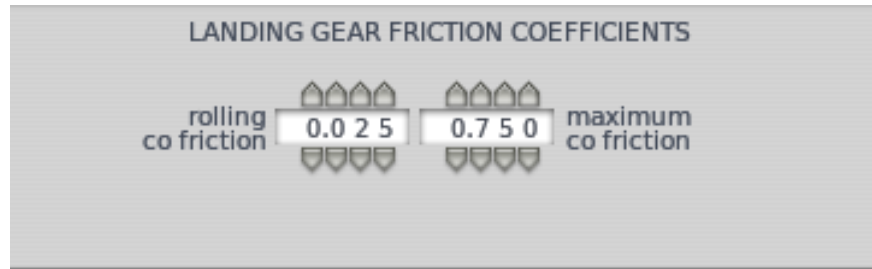 LANDING GEAR FRICTION COEFFICIENTS
rolling
co friction
0.0 2 5
0.7 5 0
maximum
co friction